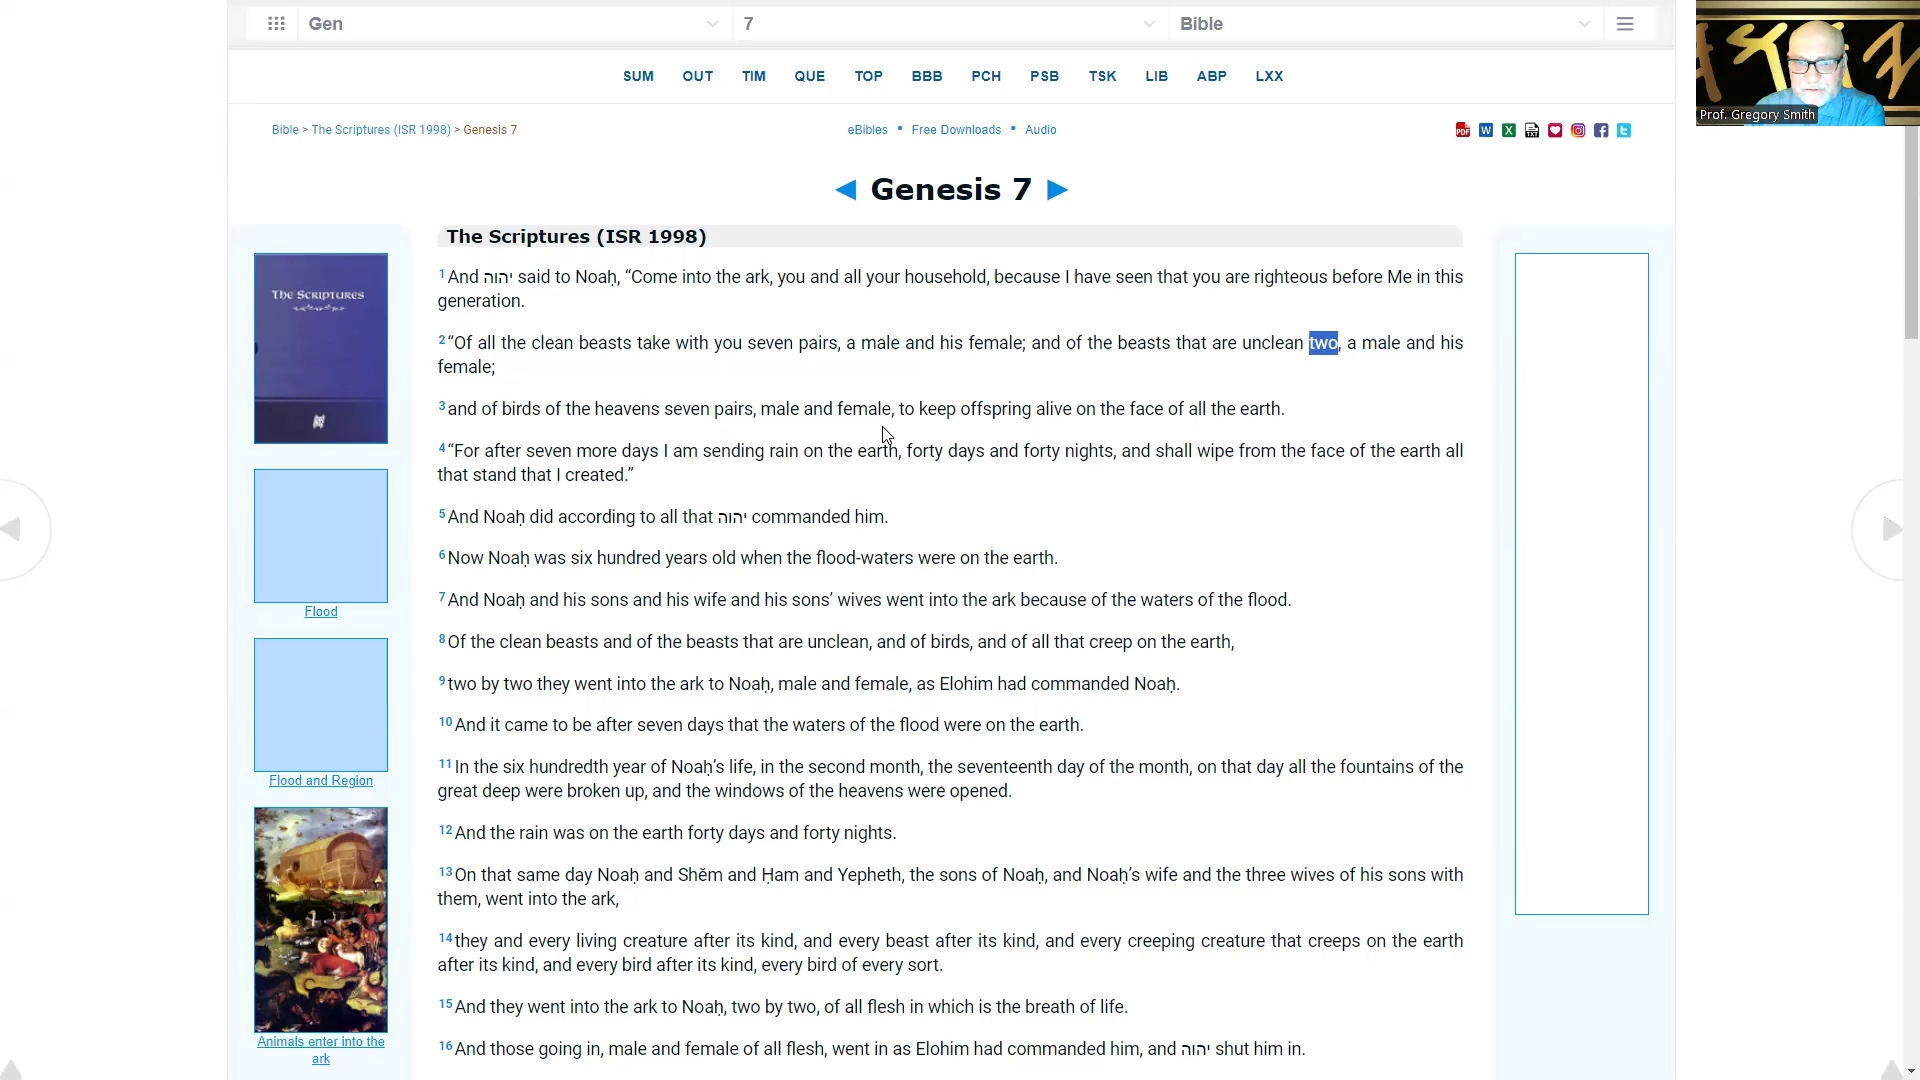 Gen
7
Bible
SUM OUT TIM QUE TOP BBB PCH PSB TSK LIB ABP LXX
Prof. Gregory Smith
Bible > The Scriptures (ISR 1998) > Genesis 7
eBibles • Free Downloads • Audio
PDF W X TXT
◄ Genesis 7 ►
The Scriptures (ISR 1998)
1 And יהוה said to Noaḥ, “Come into the ark, you and all your household, because I have seen that you are righteous before Me in this
generation.
2 “Of all the clean beasts take with you seven pairs, a male and his female; and of the beasts that are unclean two, a male and his
female;
3 and of birds of the heavens seven pairs, male and female, to keep offspring alive on the face of all the earth.
4 “For after seven more days I am sending rain on the earth, forty days and forty nights, and shall wipe from the face of the earth all
that stand that I created.”
5 And Noaḥ did according to all that יהוה commanded him.
6 Now Noaḥ was six hundred years old when the flood-waters were on the earth.
7 And Noaḥ and his sons and his wife and his sons’ wives went into the ark because of the waters of the flood.
8 Of the clean beasts and of the beasts that are unclean, and of birds, and of all that creep on the earth,
9 two by two they went into the ark to Noaḥ, male and female, as Elohim had commanded Noaḥ.
10 And it came to be after seven days that the waters of the flood were on the earth.
11 In the six hundredth year of Noaḥ’s life, in the second month, the seventeenth day of the month, on that day all the fountains of the
great deep were broken up, and the windows of the heavens were opened.
12 And the rain was on the earth forty days and forty nights.
13 On that same day Noaḥ and Shĕm and Ḥam and Yepheth, the sons of Noaḥ, and Noaḥ’s wife and the three wives of his sons with
them, went into the ark,
14 they and every living creature after its kind, and every beast after its kind, and every creeping creature that creeps on the earth
after its kind, and every bird after its kind, every bird of every sort.
15 And they went into the ark to Noaḥ, two by two, of all flesh in which is the breath of life.
16 And those going in, male and female of all flesh, went in as Elohim had commanded him, and יהוה shut him in.
The Scriptures
Flood
Flood and Region
Animals enter into the
ark